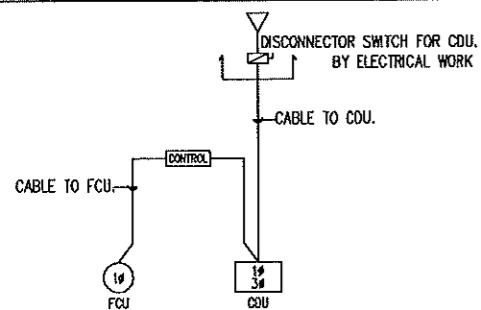 DISCONNECTOR SWITCH FOR CDU.
BY ELECTRICAL WORK
CABLE TO CDU.
CONTROL
CABLE TO FCU.
1ø
1ø
3ø
FCU
CDU